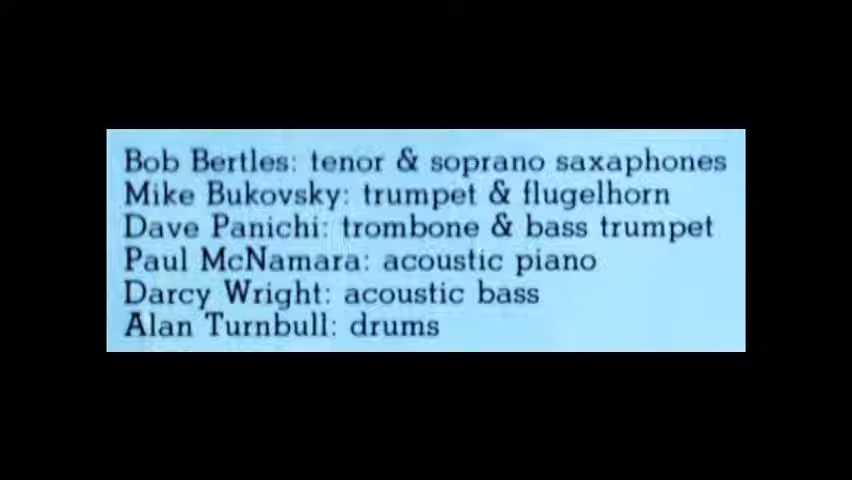 Bob Bertles: tenor & soprano saxaphones
Mike Bukovsky: trumpet & flugelhorn
Dave Panichi: trombone & bass trumpet
Paul McNamara: acoustic piano
Darcy Wright: acoustic bass
Alan Turnbull: drums